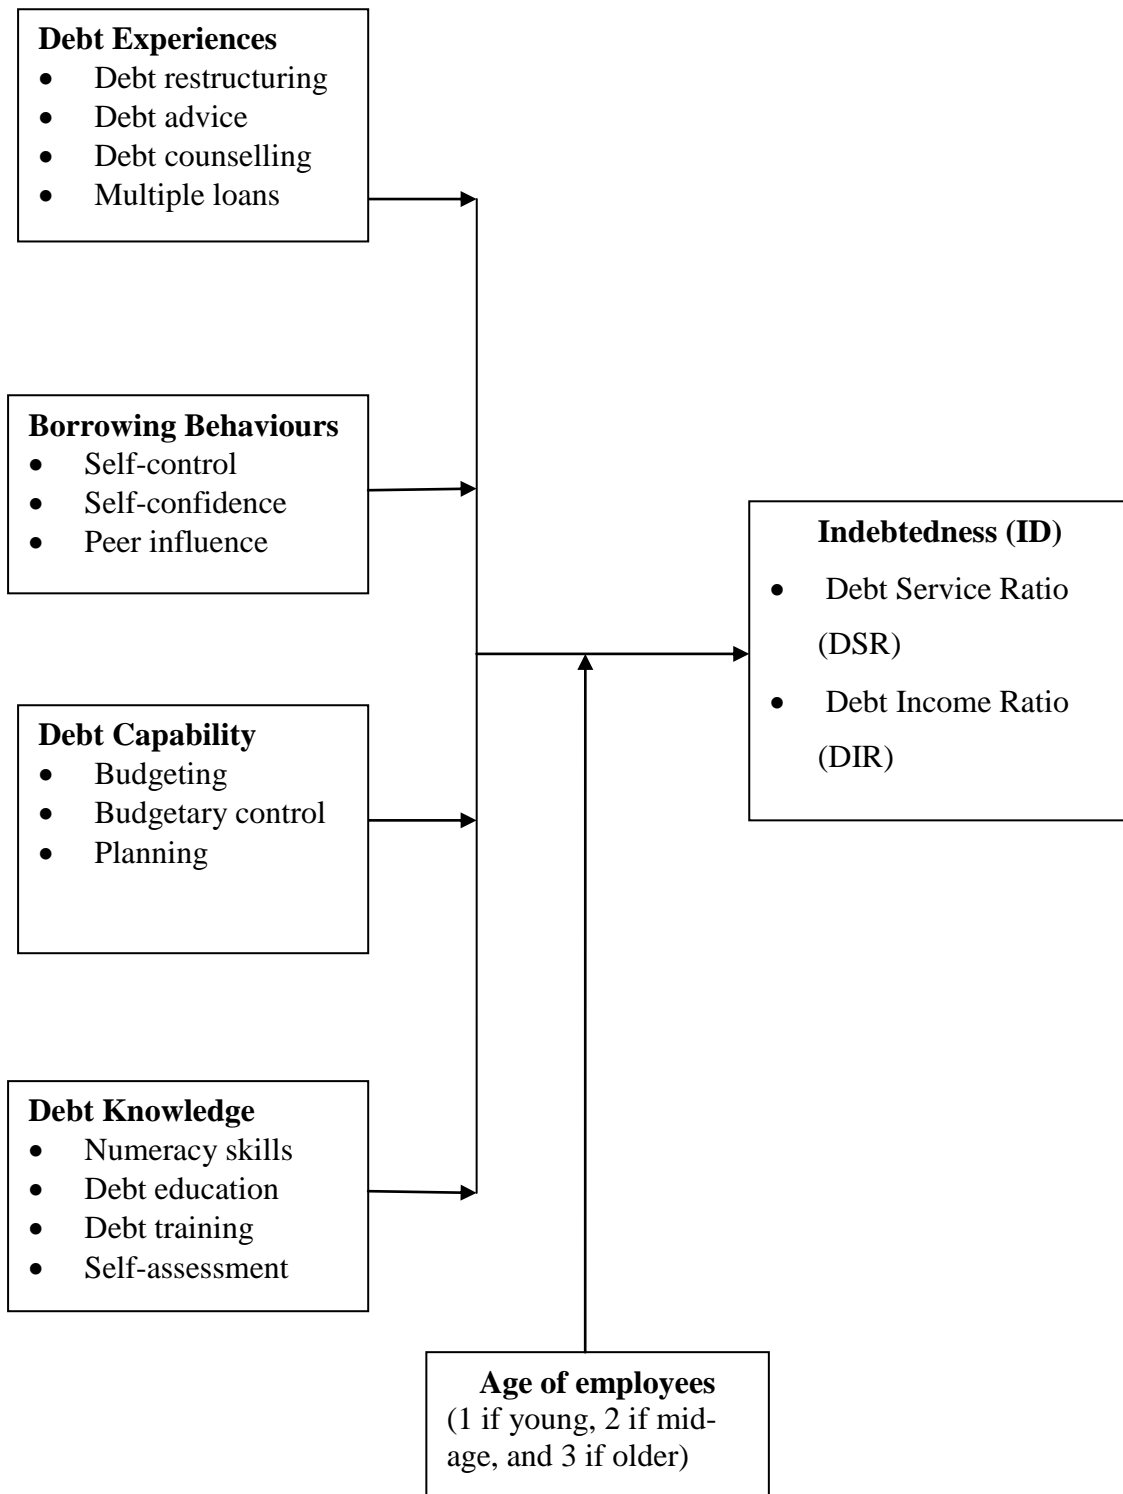 Debt Experiences
• Debt restructuring
• Debt advice
• Debt counselling
• Multiple loans
Borrowing Behaviours
• Self-control
• Self-confidence
• Peer influence
Indebtedness (ID)
• Debt Service Ratio
(DSR)
• Debt Income Ratio
(DIR)
Debt Capability
• Budgeting
• Budgetary control
• Planning
Debt Knowledge
• Numeracy skills
• Debt education
• Debt training
• Self-assessment
Age of employees
(1 if young, 2 if mid-
age, and 3 if older)